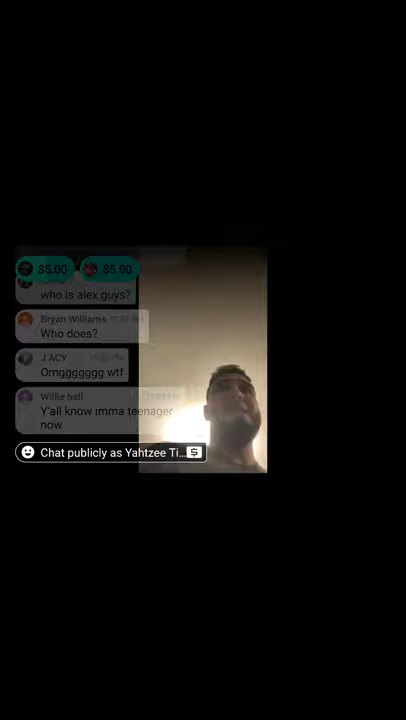 $5.00 $5.00
who is alex guys?
Bryan Williams
Who does?
J ACY
Omggggggg wtf
Willie hall
Y'all know imma teenager
now
Chat publicly as Yahtzee Ti...